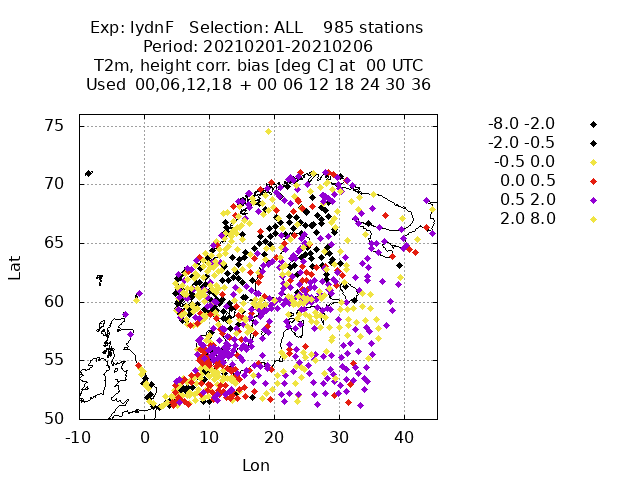 Exp: IydnF   Selection: ALL    985 stations
Period: 20210201-20210206
T2m, height corr. bias [deg C] at  00 UTC
Used  00,06,12,18  + 00 06 12 18 24 30 36
-8.0 -2.0
-2.0 -0.5
-0.5 0.0
0.0 0.5
0.5 2.0
2.0 8.0
75
70
65
60
55
50
Lat
-10 0 10 20 30 40
Lon